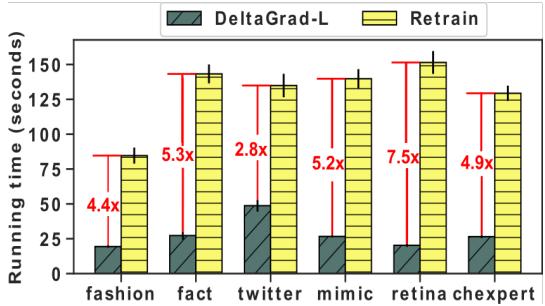 DeltaGrad-L Retrain
Running time (seconds)
150
125
100
75
50
25
0
4.4x
5.3x
2.8x
5.2x
7.5x
4.9x
fashion fact twitter mimic retina chexpert